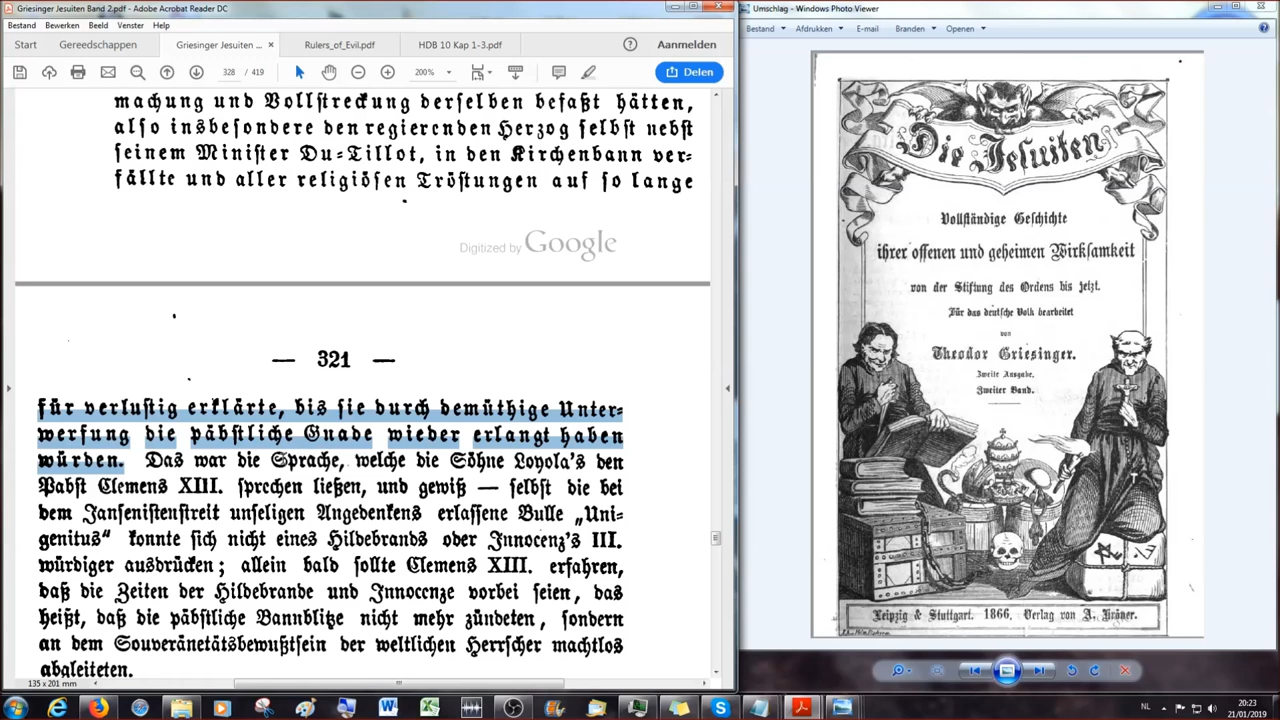 Griesinger Jesuiten Band 2.pdf - Adobe Acrobat Reader DC
Bestand Bewerken Beeld Venster Help
Start Gereedschappen Griesinger Jesuiten ... × Rulers_of_Evil.pdf HDB 10 Kap 1-3.pdf Aanmelden
328 / 419 200% Delen
machung und Vollstreckung derselben befaßt hätten,
also insbesondere den regierenden Herzog selbst nebst
seinem Minister Du-Tillot, in den Kirchenbann ver-
fällte und aller religiösen Tröstungen auf so lange
Digitized by Google
— 321 —
für verlustig erklärte, bis sie durch demüthige Unter-
werfung die päbstliche Gnade wieder erlangt haben
würden. Das war die Sprache, welche die Söhne Loyola's den
Pabst Clemens XIII. sprechen ließen, und gewiß — selbst die bei
dem Jansenistenstreit unseligen Angedenkens erlassene Bulle „Uni-
genitus“ konnte sich nicht eines Hildebrands oder Innocenz's III.
würdiger ausdrücken; allein bald sollte Clemens XIII. erfahren,
daß die Zeiten der Hildebrande und Innocenze vorbei seien, das
heißt, daß die päbstliche Bannblitze nicht mehr zündeten, sondern
an dem Souveränetätsbewußtsein der weltlichen Herrscher machtlos
abgleiteten.
135 x 201 mm
Umschlag - Windows Photo Viewer
Bestand Afdrukken E-mail Branden Openen
Die Jesuiten
Vollständige Geschichte
ihrer offenen und geheimen Wirksamkeit
von der Stiftung des Ordens bis jetzt.
Für das deutsche Volk bearbeitet
von
Theodor Griesinger.
Zweite Ausgabe.
Zweiter Band.
Leipzig & Stuttgart. 1866. Verlag von A. Kröner.
NL 20:23
21/01/2019